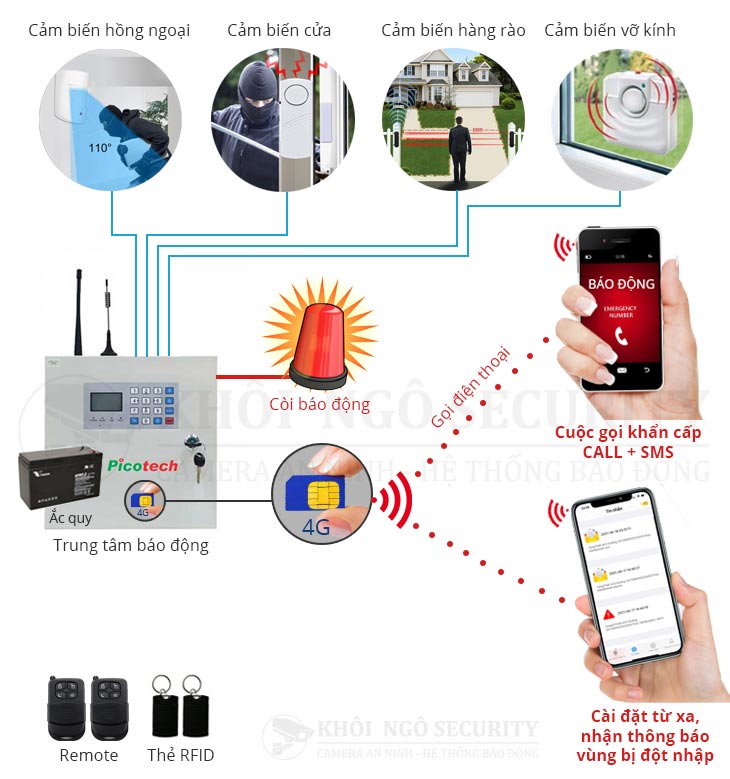 Cảm biến hồng ngoại
Cảm biến cửa
Cảm biến hàng rào
Cảm biến vỡ kính
110°
BÁO ĐỘNG
EMERGENCY
NUMBER
Gọi điện thoại
Còi báo động
KHÔI NGÔ SECURITY
CAMERA AN NINH - HỆ THỐNG BÁO ĐỘNG
Cuộc gọi khẩn cấp
CALL + SMS
Picotech
4G
4G
Ắc quy
Trung tâm báo động
Tin nhắn
Remote
Thẻ RFID
KHÔI NGÔ SECURITY
CAMERA AN NINH - HỆ THỐNG BÁO ĐỘNG
Cài đặt từ xa,
nhận thông báo
vùng bị đột nhập